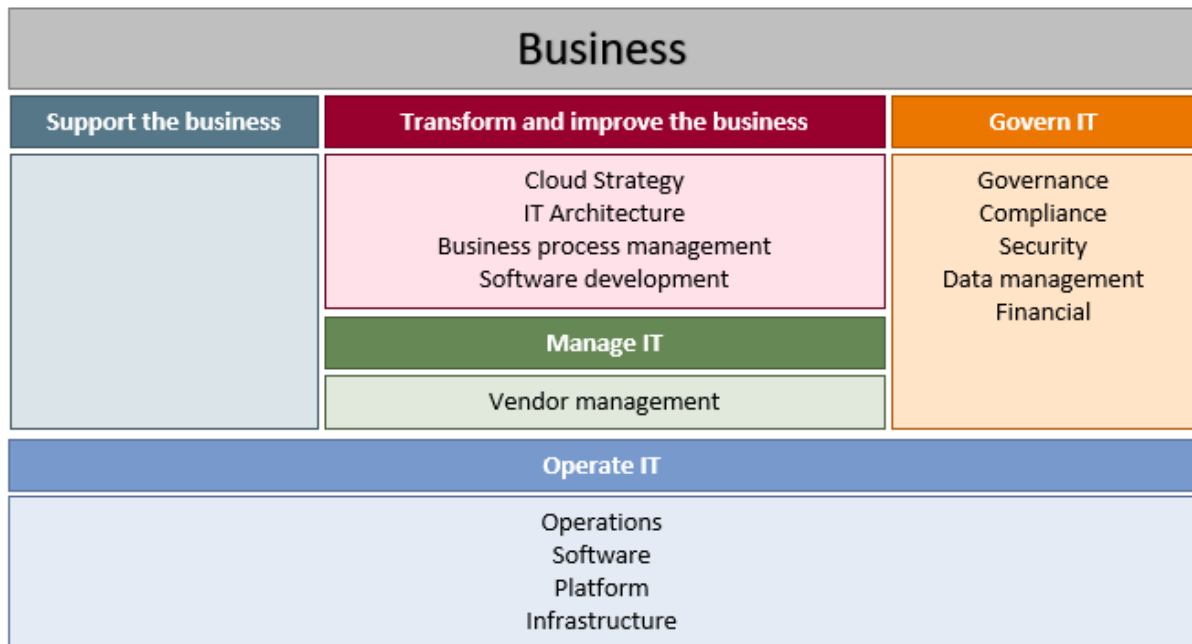 Business
Support the business
Transform and improve the business
Cloud Strategy
IT Architecture
Business process management
Software development
Manage IT
Vendor management
Govern IT
Governance
Compliance
Security
Data management
Financial
Operate IT
Operations
Software
Platform
Infrastructure